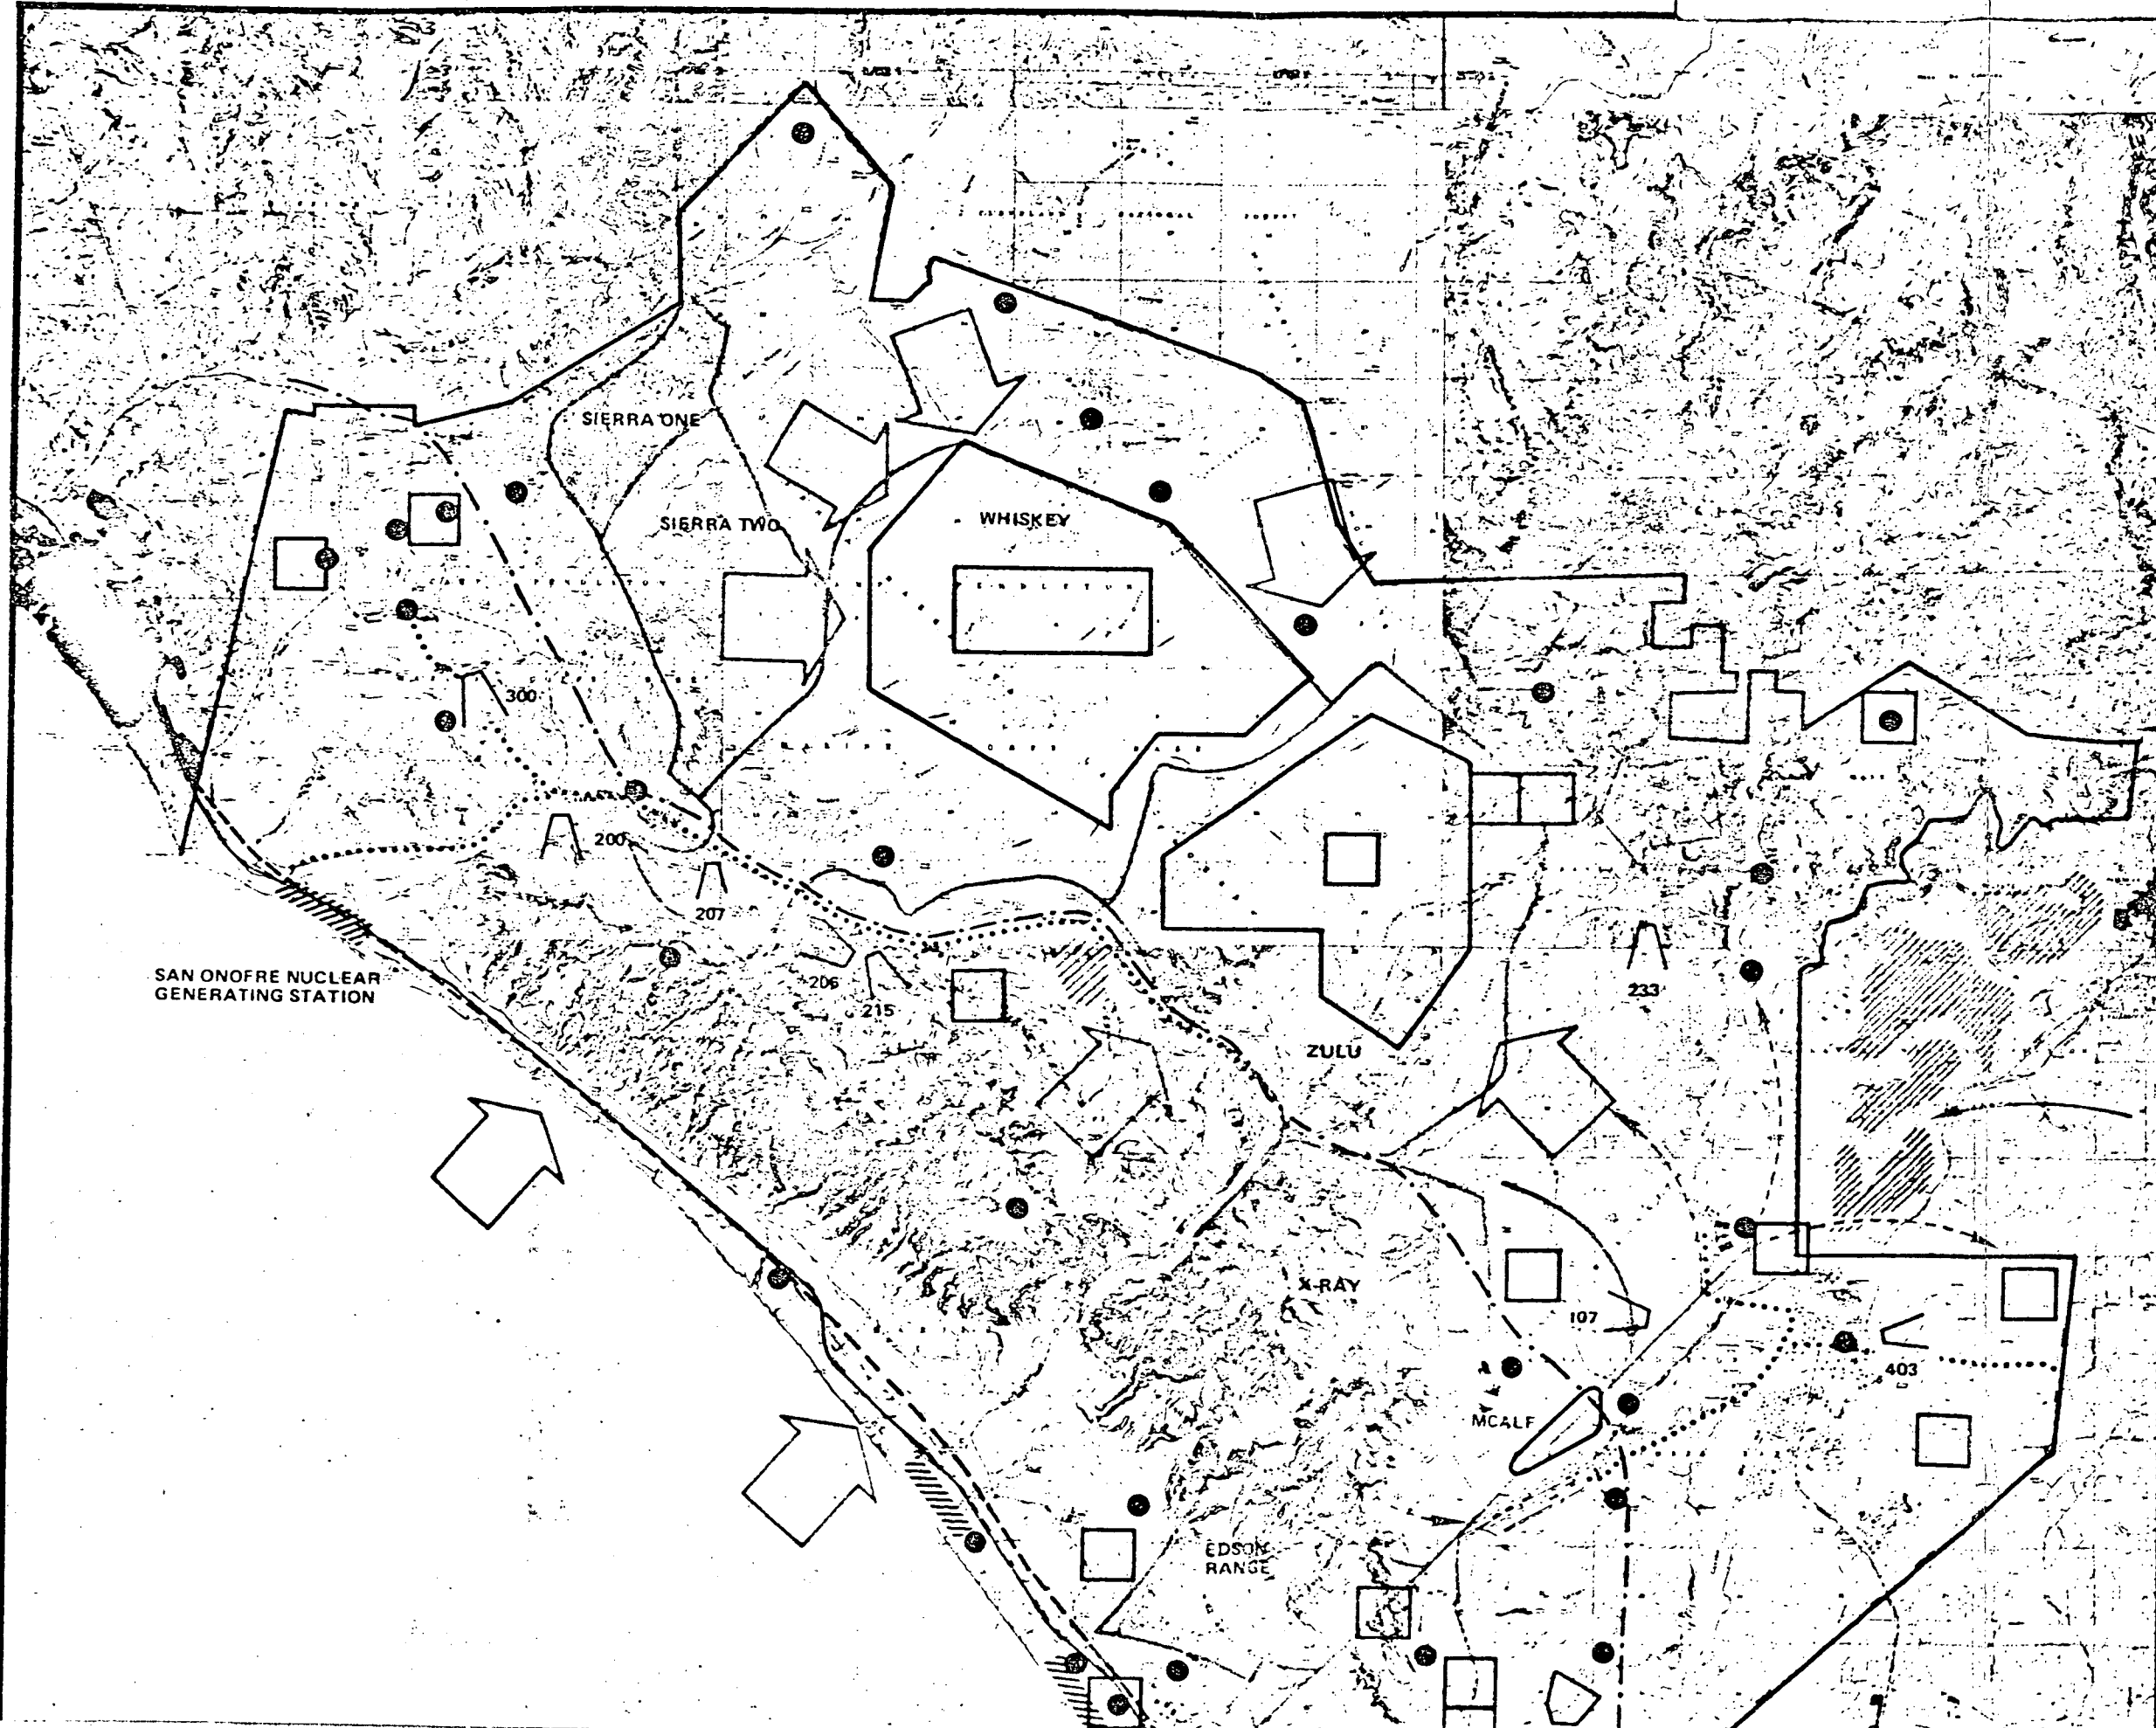 SIERRA ONE
SIERRA TWO
WHISKEY
PENDLETON
300
200
207
206
215
233
SAN ONOFRE NUCLEAR
GENERATING STATION
ZULU
X-RAY
107
403
MCALF
EDSON
RANGE